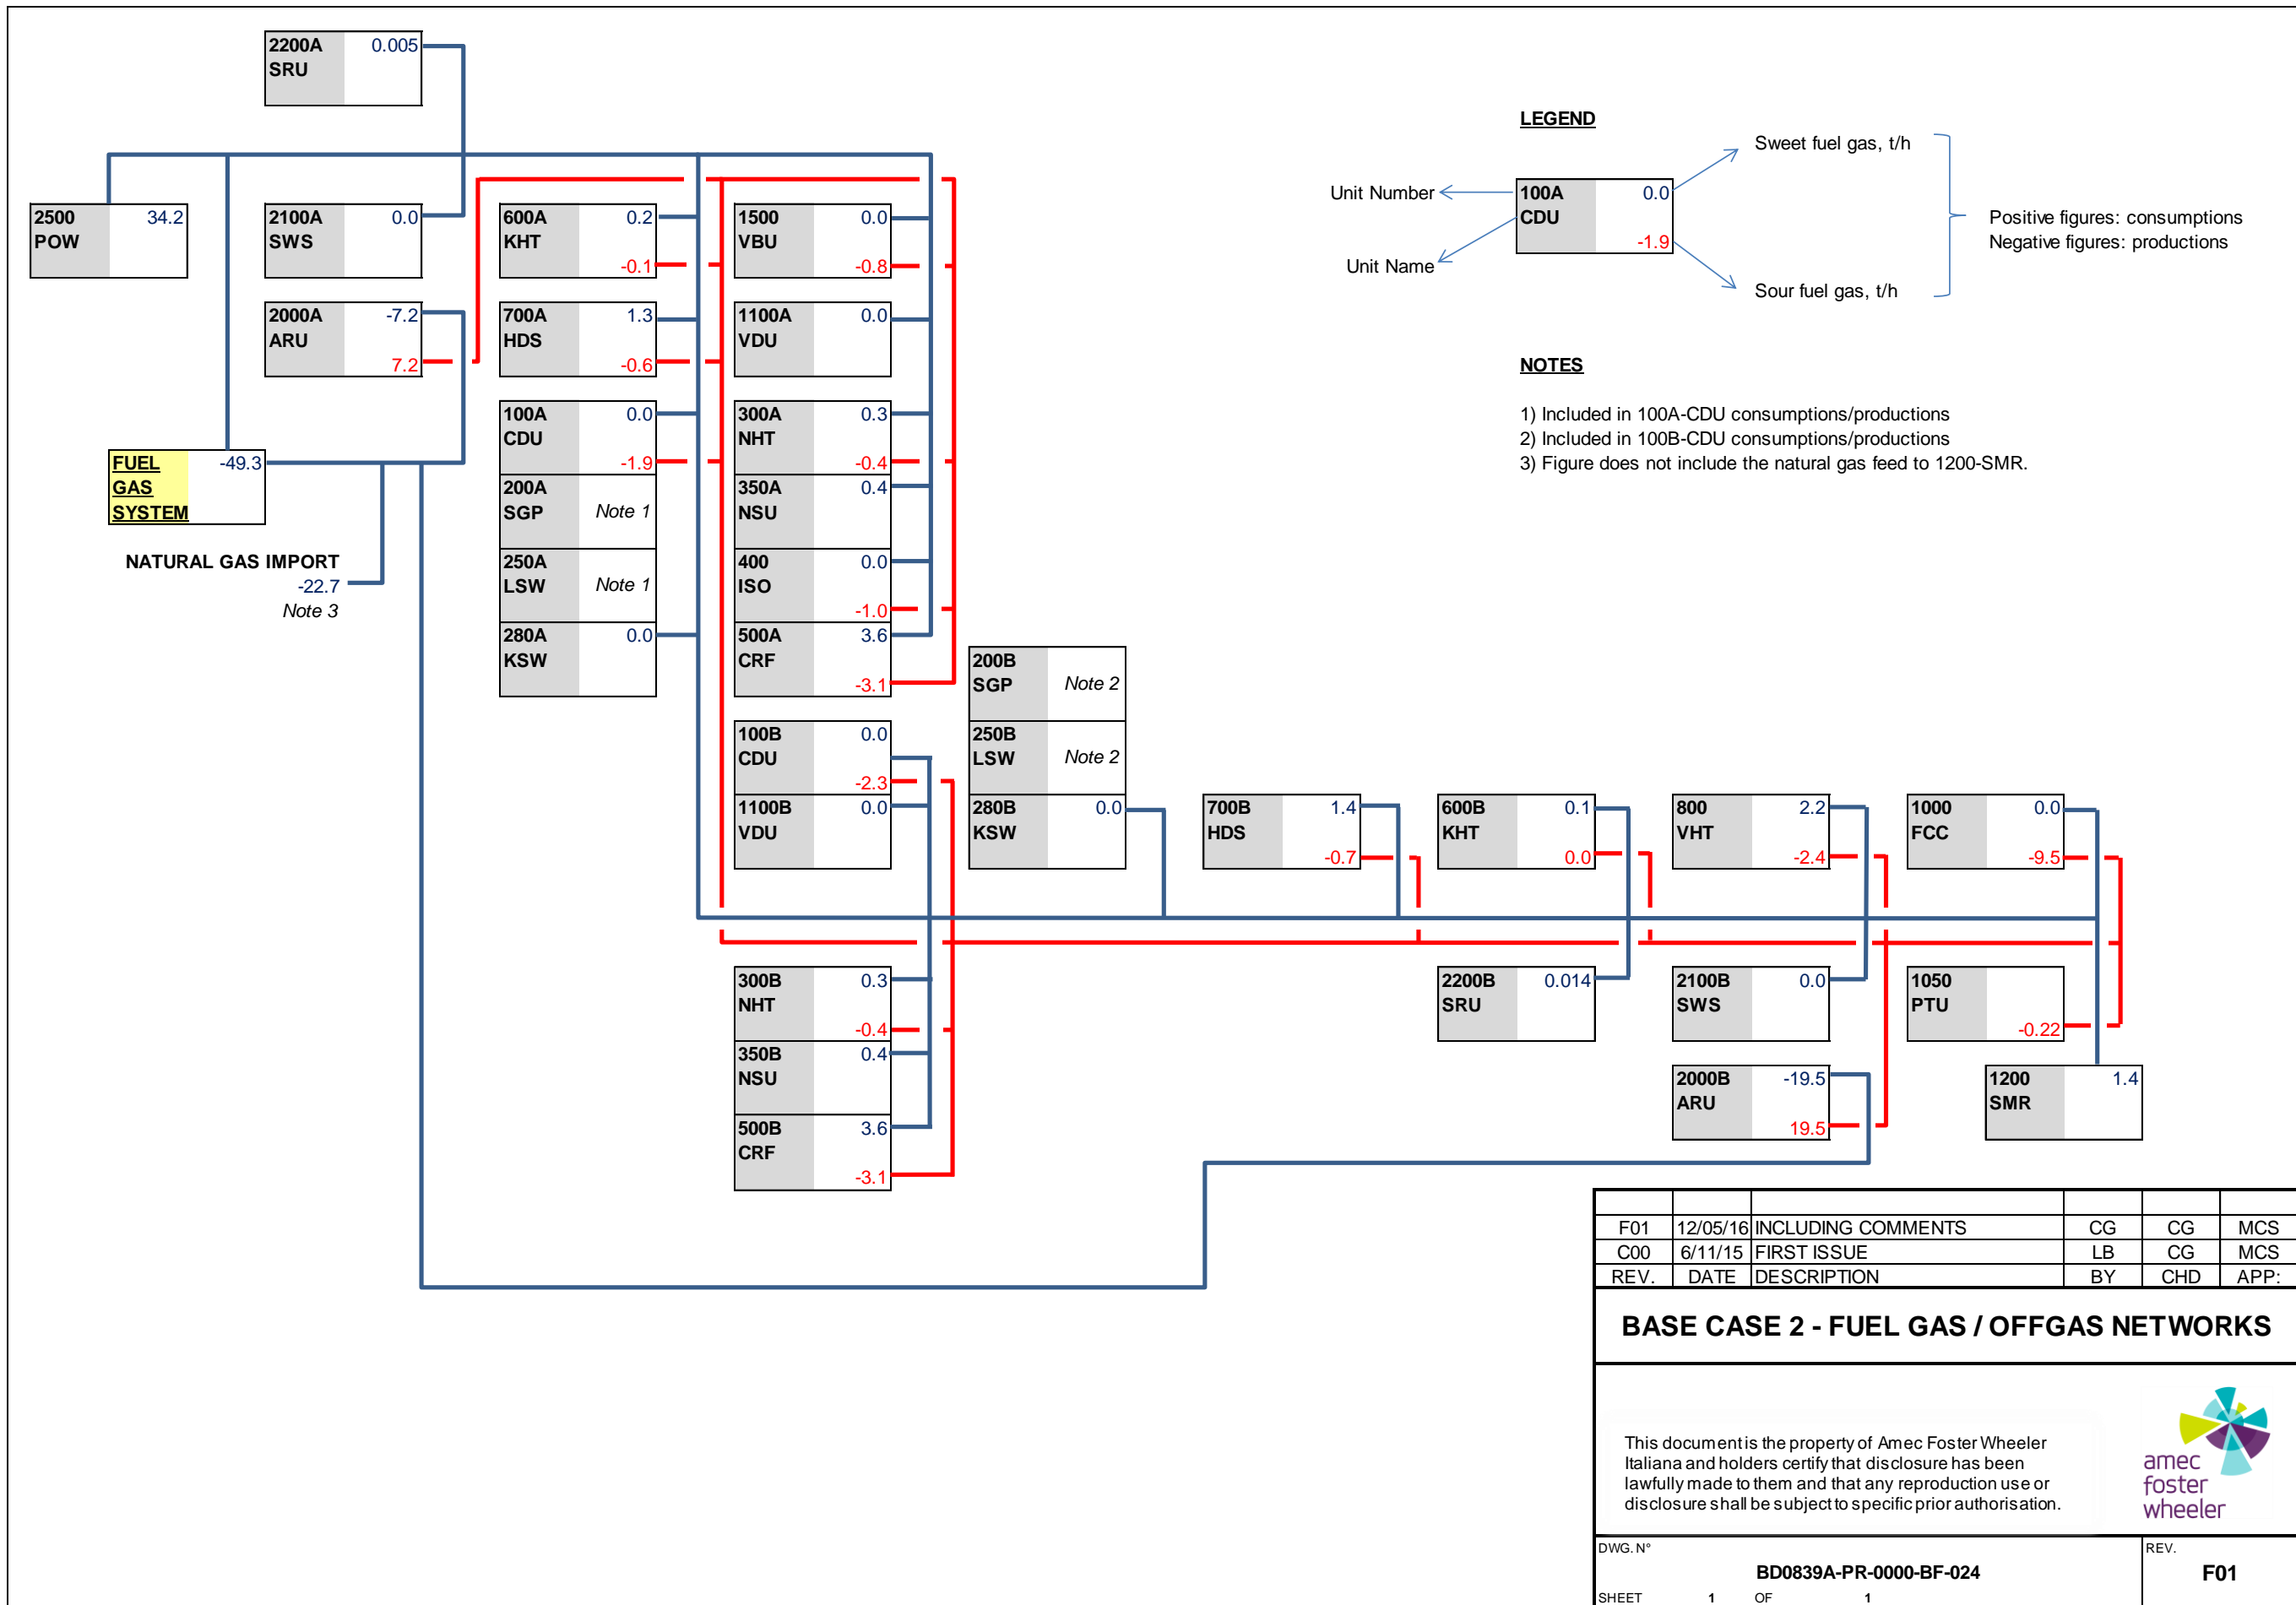 2200A 0.005
SRU
LEGEND
Sweet fuel gas, t/h
Unit Number
100A 0.0
CDU
-1.9
Positive figures: consumptions
Negative figures: productions
Unit Name
Sour fuel gas, t/h
2500 34.2
POW
2100A 0.0
SWS
600A 0.2
KHT
-0.1
1500 0.0
VBU
-0.8
2000A -7.2
ARU
7.2
700A 1.3
HDS
-0.6
1100A 0.0
VDU
NOTES
1) Included in 100A-CDU consumptions/productions
2) Included in 100B-CDU consumptions/productions
3) Figure does not include the natural gas feed to 1200-SMR.
100A 0.0
CDU
-1.9
300A 0.3
NHT
-0.4
FUEL -49.3
GAS
SYSTEM
200A
SGP Note 1
350A 0.4
NSU
NATURAL GAS IMPORT
-22.7
Note 3
250A
LSW Note 1
400 0.0
ISO
-1.0
280A 0.0
KSW
500A 3.6
CRF
-3.1
200B
SGP Note 2
100B 0.0
CDU
-2.3
250B
LSW Note 2
1100B 0.0
VDU
280B 0.0
KSW
700B 1.4
HDS
-0.7
600B 0.1
KHT
0.0
800 2.2
VHT
-2.4
1000 0.0
FCC
-9.5
300B 0.3
NHT
-0.4
2200B 0.014
SRU
2100B 0.0
SWS
1050
PTU
-0.22
350B 0.4
NSU
2000B -19.5
ARU
19.5
1200 1.4
SMR
500B 3.6
CRF
-3.1
F01 12/05/16 INCLUDING COMMENTS CG CG MCS
C00 6/11/15 FIRST ISSUE LB CG MCS
REV. DATE DESCRIPTION BY CHD APP:
BASE CASE 2 - FUEL GAS / OFFGAS NETWORKS
This document is the property of Amec Foster Wheeler
Italiana and holders certify that disclosure has been
lawfully made to them and that any reproduction use or
disclosure shall be subject to specific prior authorisation.
amec
foster
wheeler
DWG. N° REV.
BD0839A-PR-0000-BF-024 F01
SHEET 1 OF 1